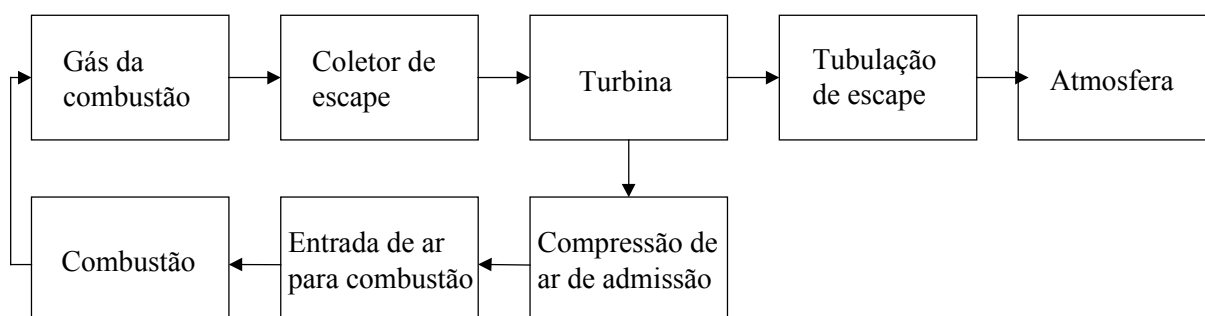 Gás da
combustão
Coletor de
escape
Turbina
Tubulação
de escape
Atmosfera
Combustão
Entrada de ar
para combustão
Compressão de
ar de admissão